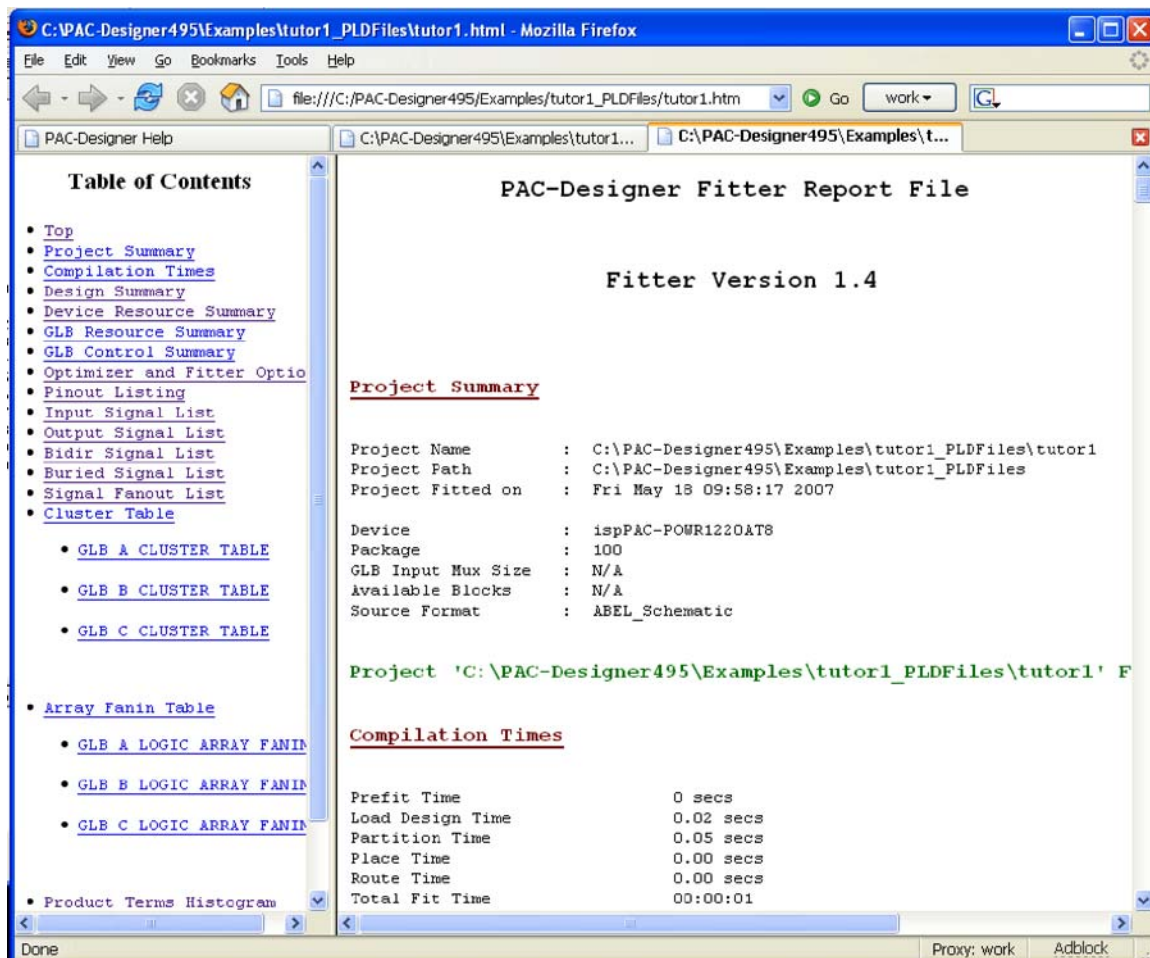 C:\PAC-Designer495\Examples\tutor1_PLDFiles\tutor1.html - Mozilla Firefox
File Edit View Go Bookmarks Tools Help
file:///C:/PAC-Designer495/Examples/tutor1_PLDFiles/tutor1.htm Go work
PAC-Designer Help
C:\PAC-Designer495\Examples\tutor1...
C:\PAC-Designer495\Examples\t...
Table of Contents
Top
Project Summary
Compilation Times
Design Summary
Device Resource Summary
GLB Resource Summary
GLB Control Summary
Optimizer and Fitter Optio
Pinout Listing
Input Signal List
Output Signal List
Bidir Signal List
Buried Signal List
Signal Fanout List
Cluster Table
GLB A CLUSTER TABLE
GLB B CLUSTER TABLE
GLB C CLUSTER TABLE
Array Fanin Table
GLB A LOGIC ARRAY FANIN
GLB B LOGIC ARRAY FANIN
GLB C LOGIC ARRAY FANIN
Product Terms Histogram
PAC-Designer Fitter Report File
Fitter Version 1.4
Project Summary
Project Name : C:\PAC-Designer495\Examples\tutor1_PLDFiles\tutor1
Project Path : C:\PAC-Designer495\Examples\tutor1_PLDFiles
Project Fitted on : Fri May 18 09:58:17 2007
Device : ispPAC-POWR1220AT8
Package : 100
GLB Input Mux Size : N/A
Available Blocks : N/A
Source Format : ABEL_Schematic
Project 'C:\PAC-Designer495\Examples\tutor1_PLDFiles\tutor1' F
Compilation Times
Prefit Time 0 secs
Load Design Time 0.02 secs
Partition Time 0.05 secs
Place Time 0.00 secs
Route Time 0.00 secs
Total Fit Time 00:00:01
Done
Proxy: work
Adblock